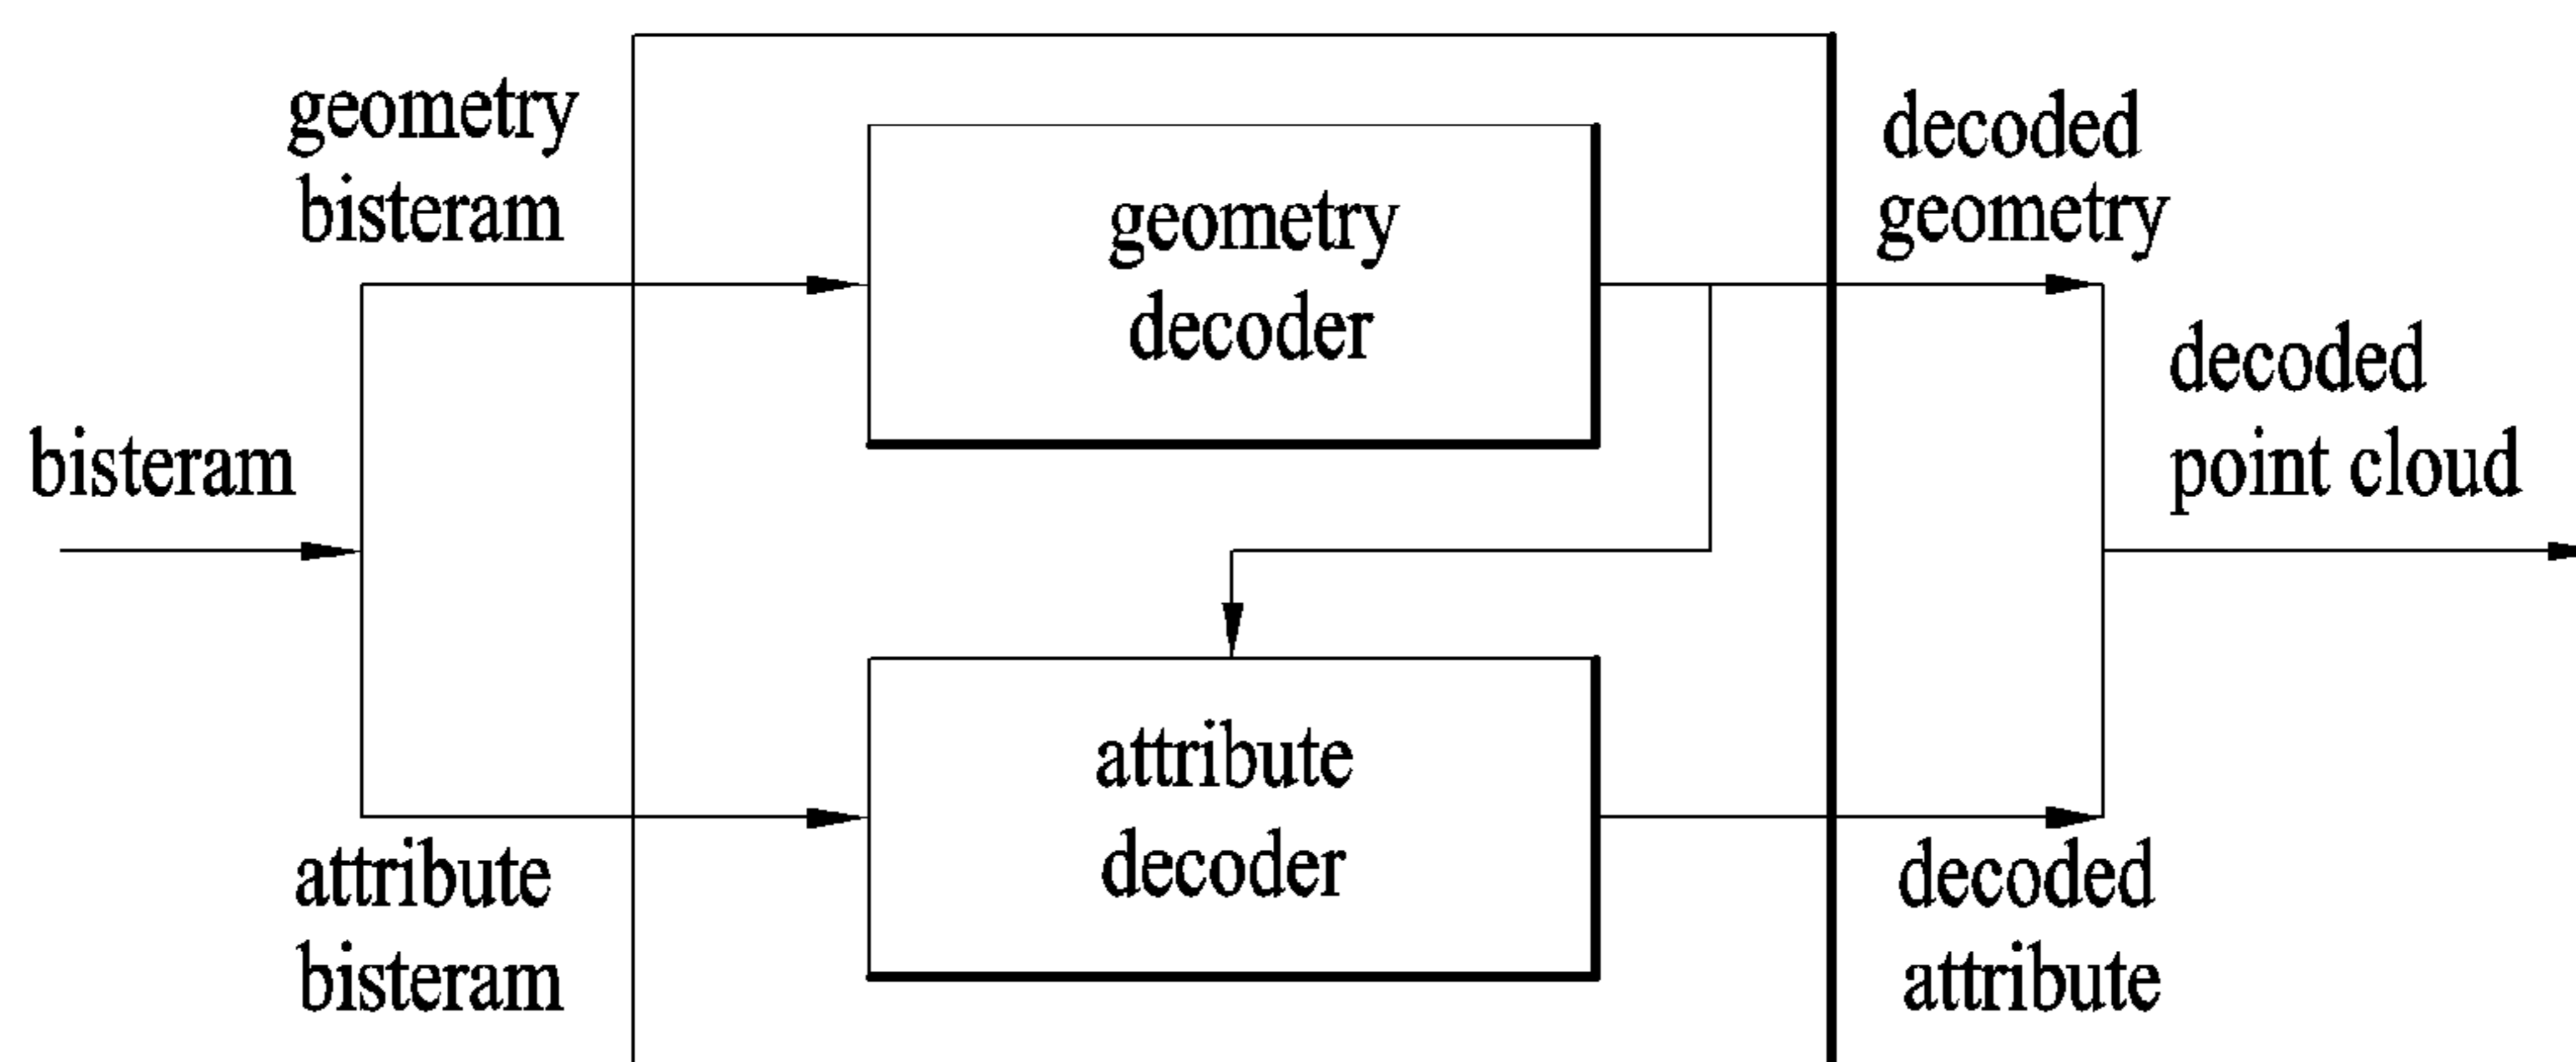 geometry
bisteram
bisteram
attribute
bisteram
geometry
decoder
attribute
decoder
decoded
geometry
decoded
point cloud
decoded
attribute